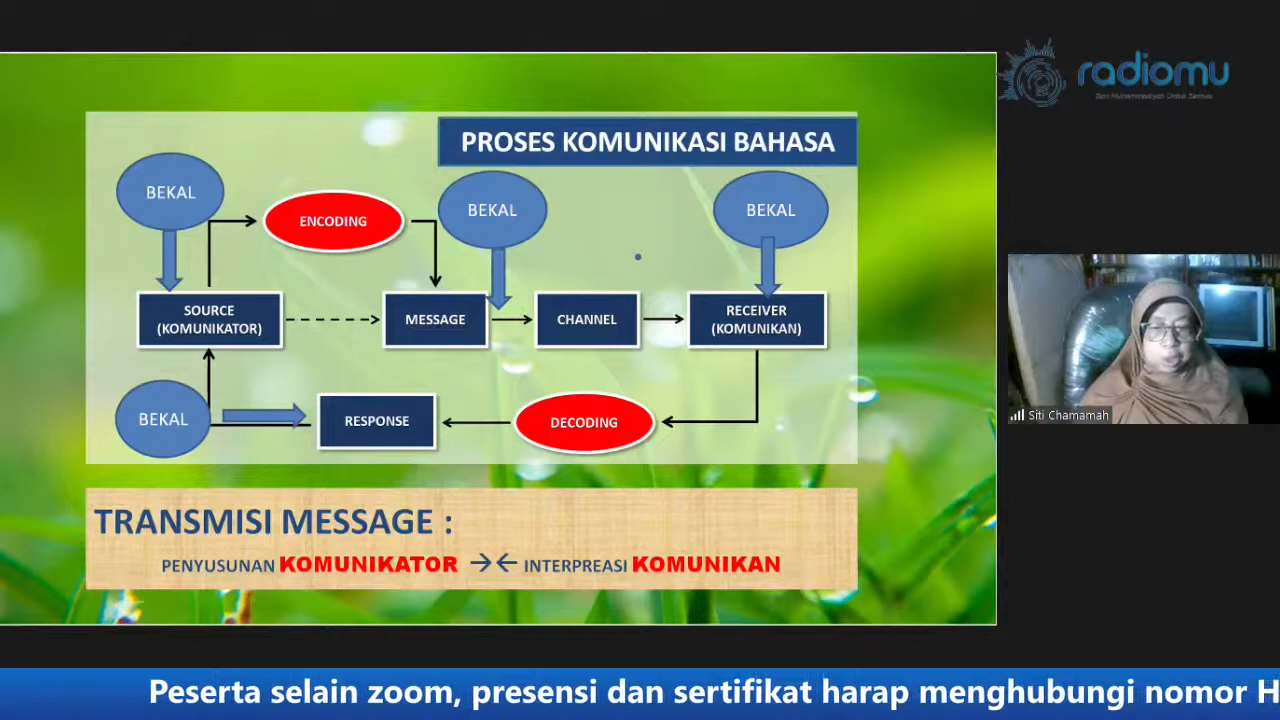 radiomu
PROSES KOMUNIKASI BAHASA
BEKAL
BEKAL
BEKAL
ENCODING
SOURCE
(KOMUNIKATOR)
MESSAGE
CHANNEL
RECEIVER
(KOMUNIKAN)
BEKAL
RESPONSE
DECODING
Siti Chamamah
TRANSMISI MESSAGE :
PENYUSUNAN KOMUNIKATOR →← INTERPREASI KOMUNIKAN
Peserta selain zoom, presensi dan sertifikat harap menghubungi nomor H